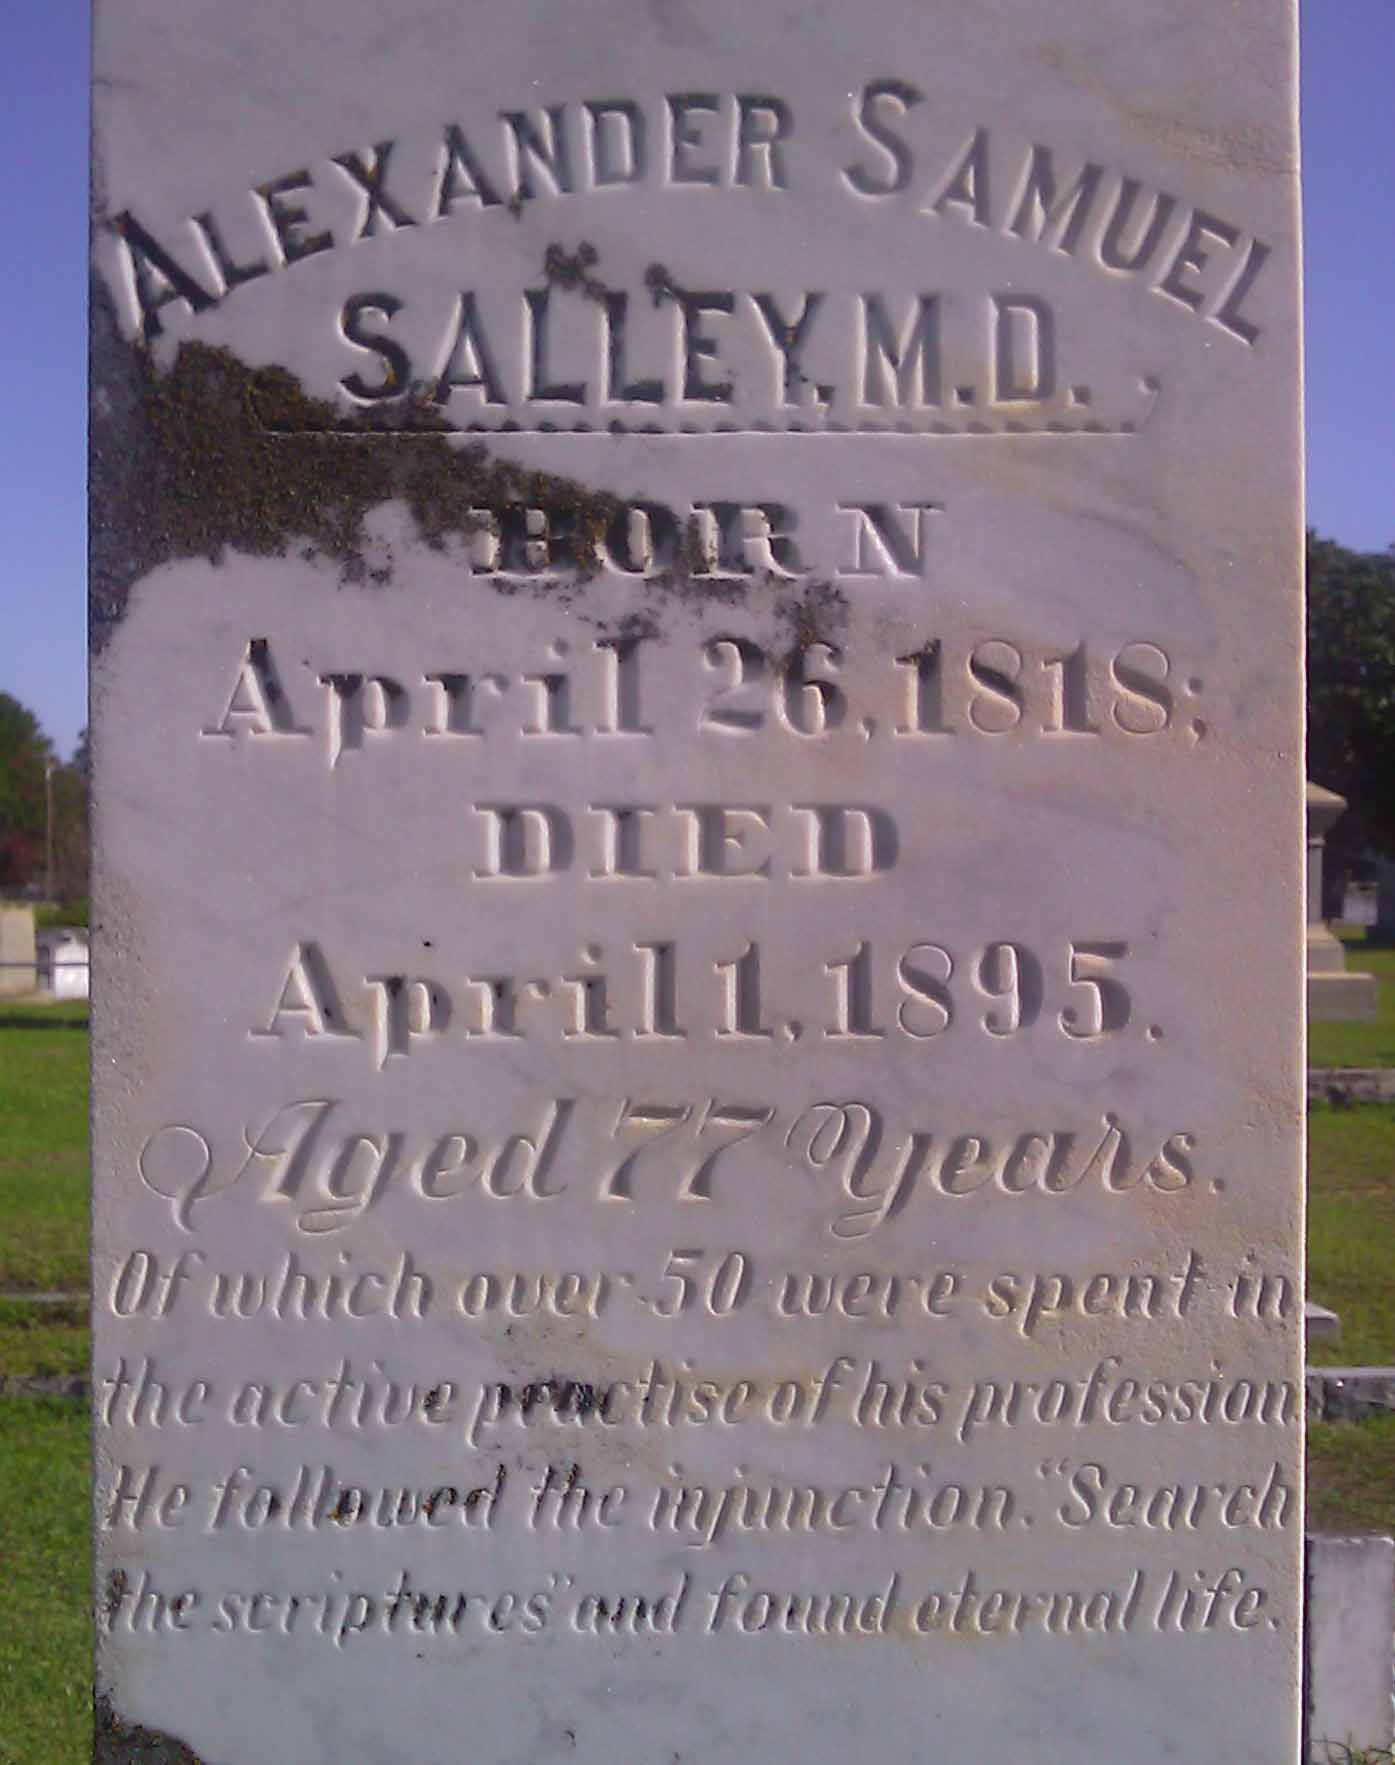 ALEXANDER SAMUEL
SALLEY, M.D.
BORN
April 26, 1818;
DIED
April 1, 1895.
Aged 77 Years.
Of which over 50 were spent in
the active practise of his profession.
He followed the injunction. "Search
the scriptures" and found eternal life.